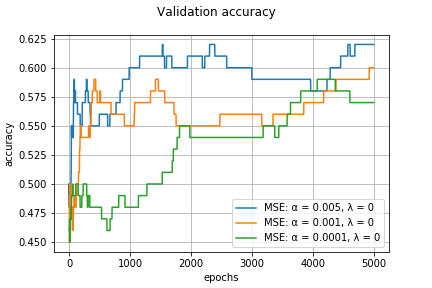 Validation accuracy
accuracy
0.625
0.600
0.575
0.550
0.525
0.500
0.475
0.450
MSE: α = 0.005, λ = 0
MSE: α = 0.001, λ = 0
MSE: α = 0.0001, λ = 0
0 1000 2000 3000 4000 5000
epochs